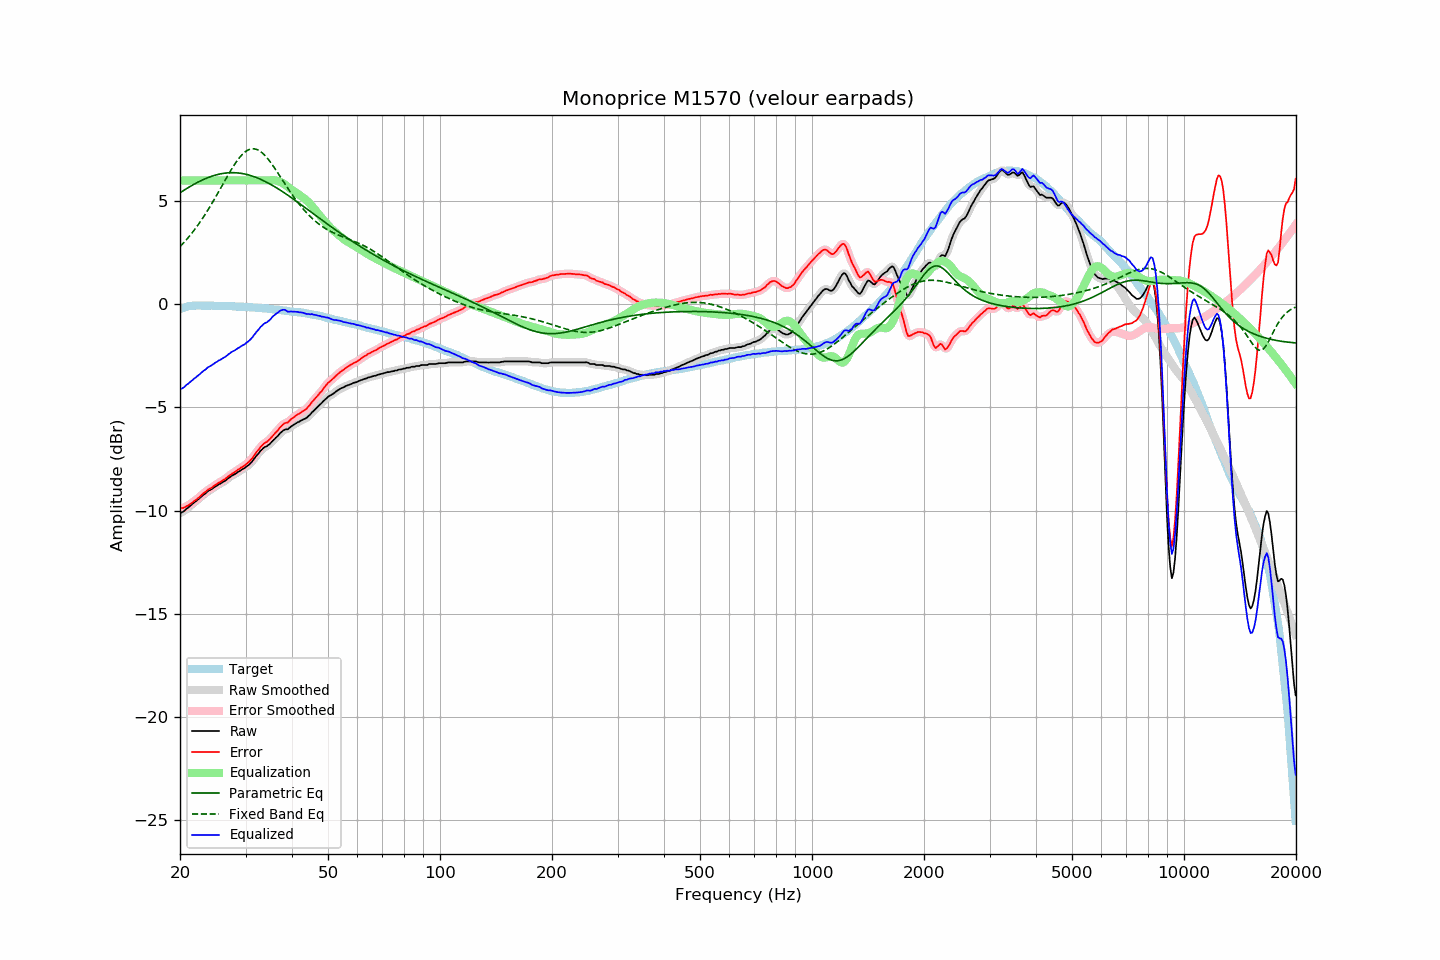 Monoprice M1570 (velour earpads)
Amplitude (dBr)
5
0
−5
−10
−15
−20
−25
Target
Raw Smoothed
Error Smoothed
Raw
Error
Equalization
Parametric Eq
Fixed Band Eq
Equalized
20 50 100 200 500 1000 2000 5000 10000 20000
Frequency (Hz)